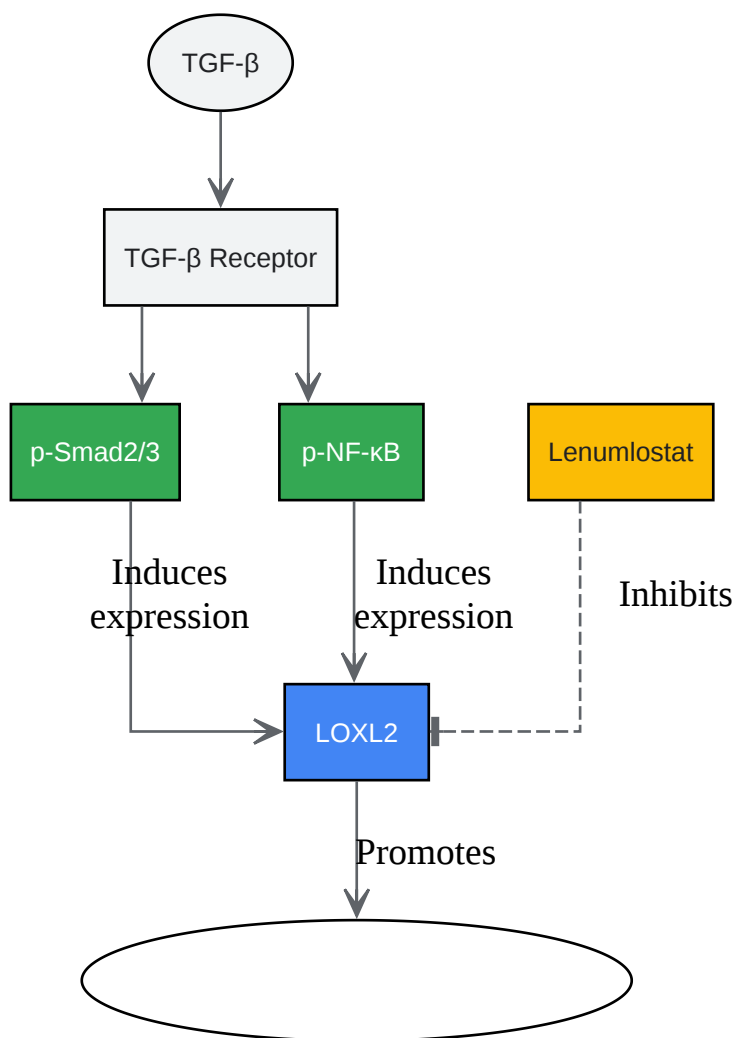 TGF-β
TGF-β Receptor
p-Smad2/3
p-NF-κB
Lenumlostat
Induces
expression
Induces
expression
Inhibits
LOXL2
Promotes